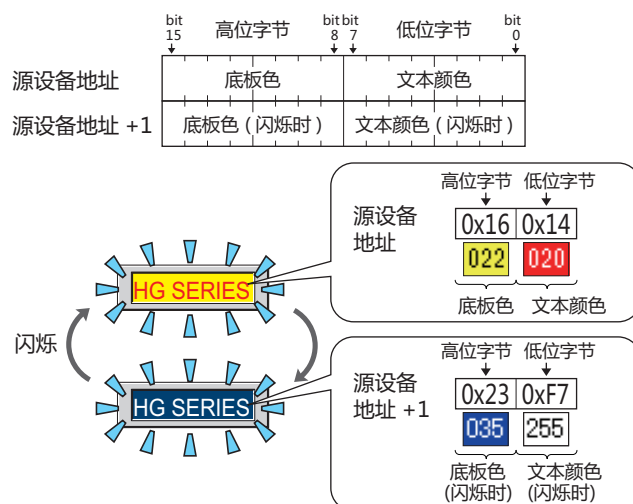 bit 15 高位字节 bit 8 bit 7 低位字节 bit 0
源设备地址 底板色 文本颜色
源设备地址 +1 底板色 ( 闪烁时 ) 文本颜色 ( 闪烁时 )
高位字节 低位字节
源设备地址 0x16 0x14
022 020
底板色 文本颜色
HG SERIES
闪烁
HG SERIES
高位字节 低位字节
源设备地址 +1 0x23 0xF7
035 255
底板色 文本颜色
(闪烁时) (闪烁时)